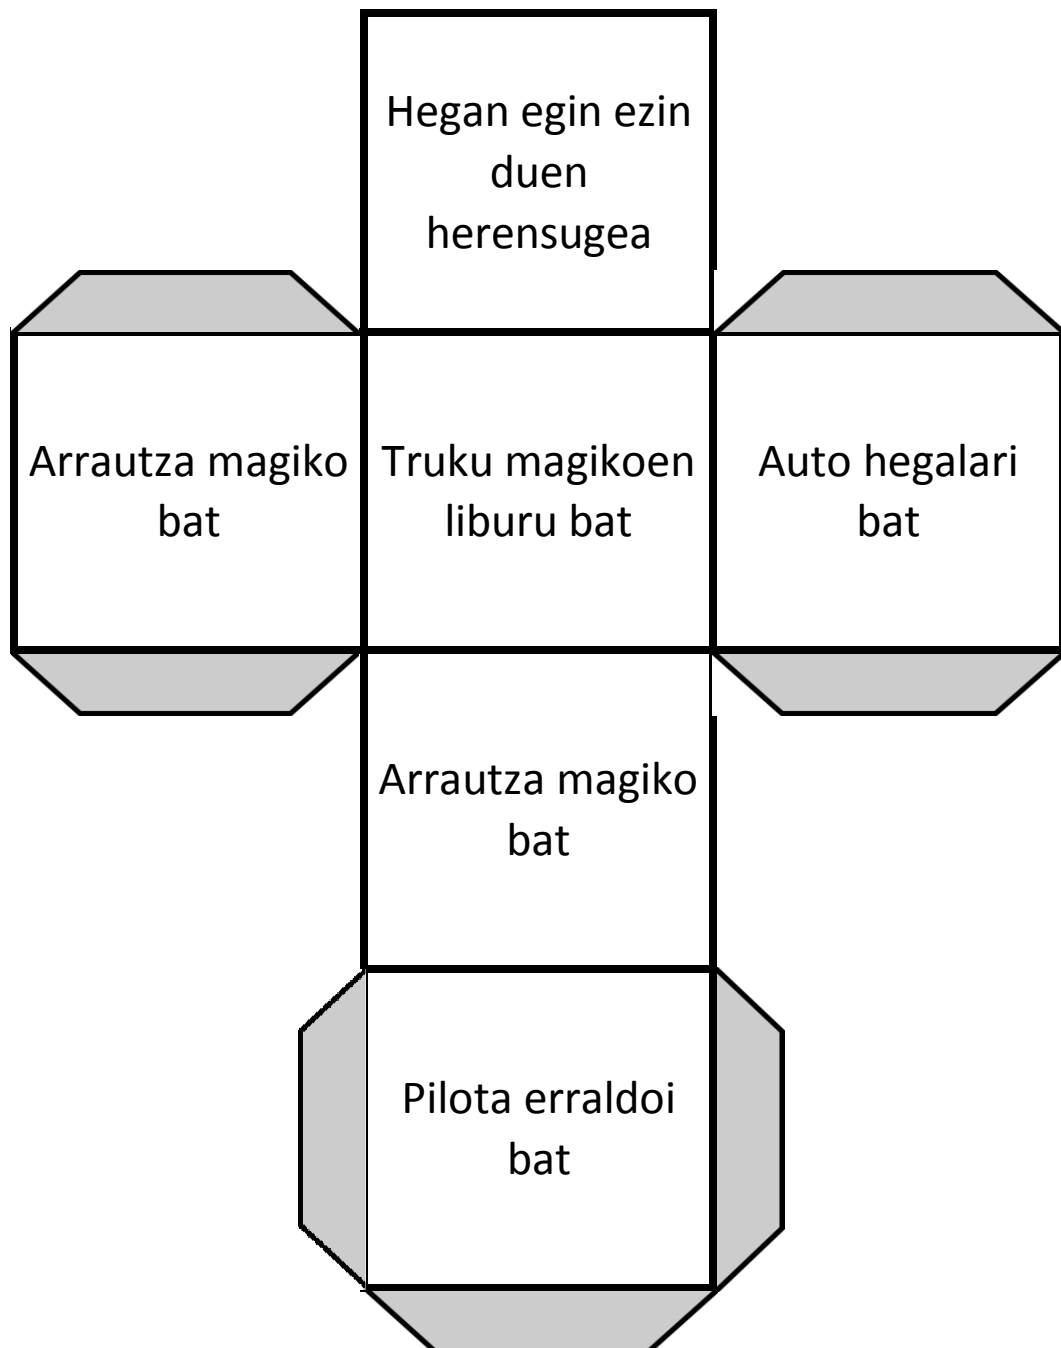 Hegan egin ezin
duen
herensugea
Arrautza magiko
bat
Truku magikoen
liburu bat
Auto hegalari
bat
Arrautza magiko
bat
Pilota erraldoi
bat